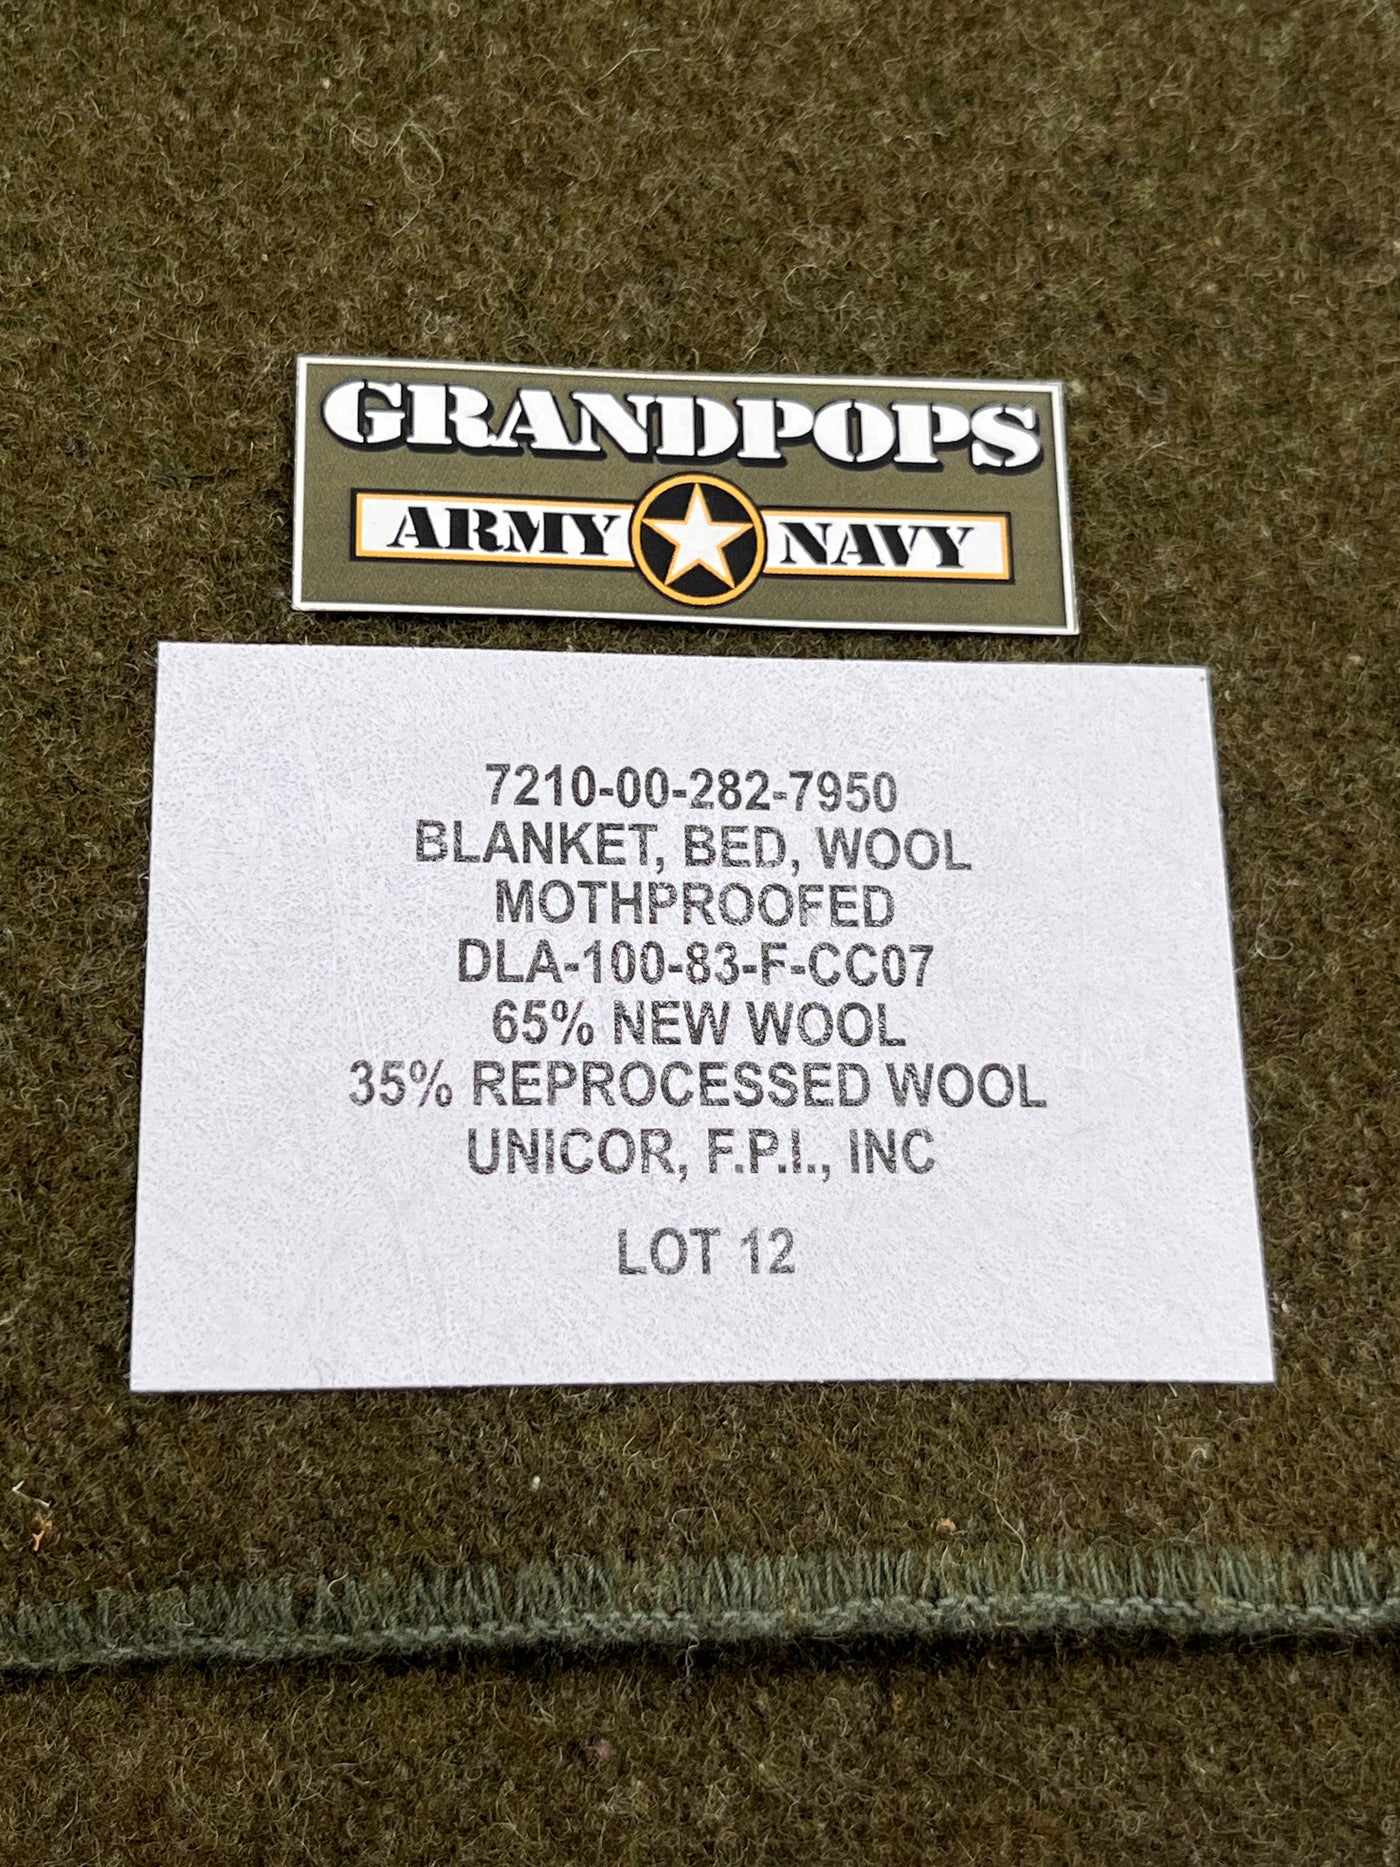 GRANDPOPS
ARMY NAVY
7210-00-282-7950
BLANKET, BED, WOOL
MOTHPROOFED
DLA-100-83-F-CC07
65% NEW WOOL
35% REPROCESSED WOOL
UNICOR, F.P.I., INC
LOT 12